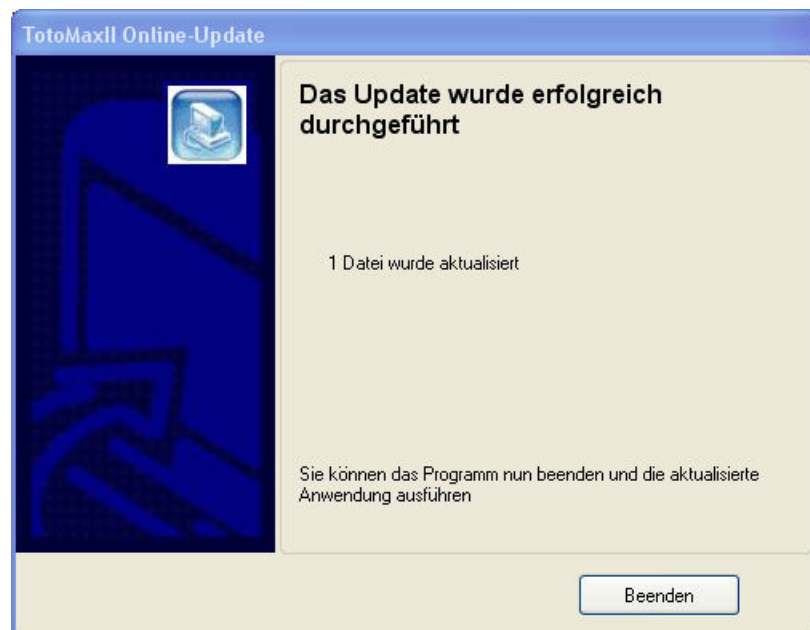 TotoMaxII Online-Update
Das Update wurde erfolgreich
durchgeführt
1 Datei wurde aktualisiert
Sie können das Programm nun beenden und die aktualisierte
Anwendung ausführen
Beenden